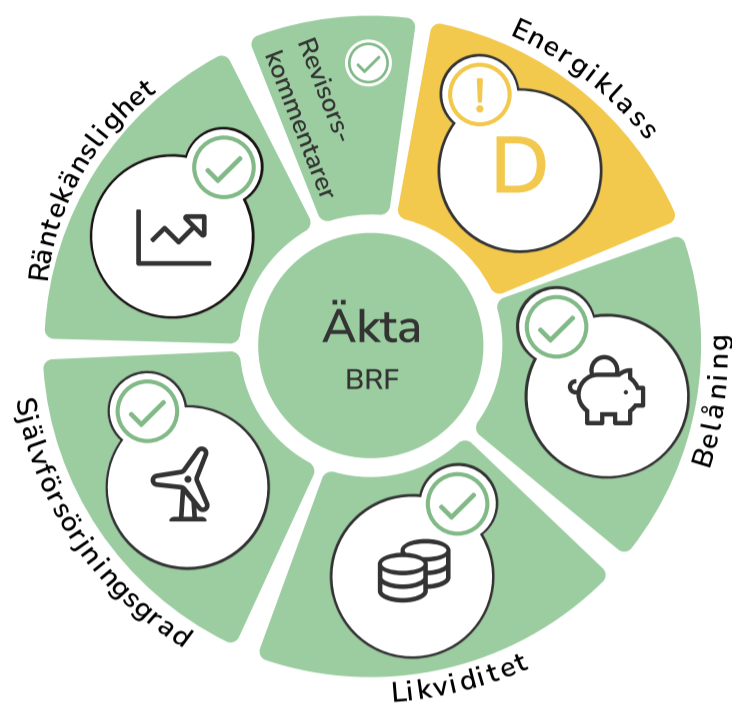 Revisors-
kommentarer
Energiklass
!
D
Räntekänslighet
Äkta
BRF
Belåning
Självförsörjningsgrad
Likviditet